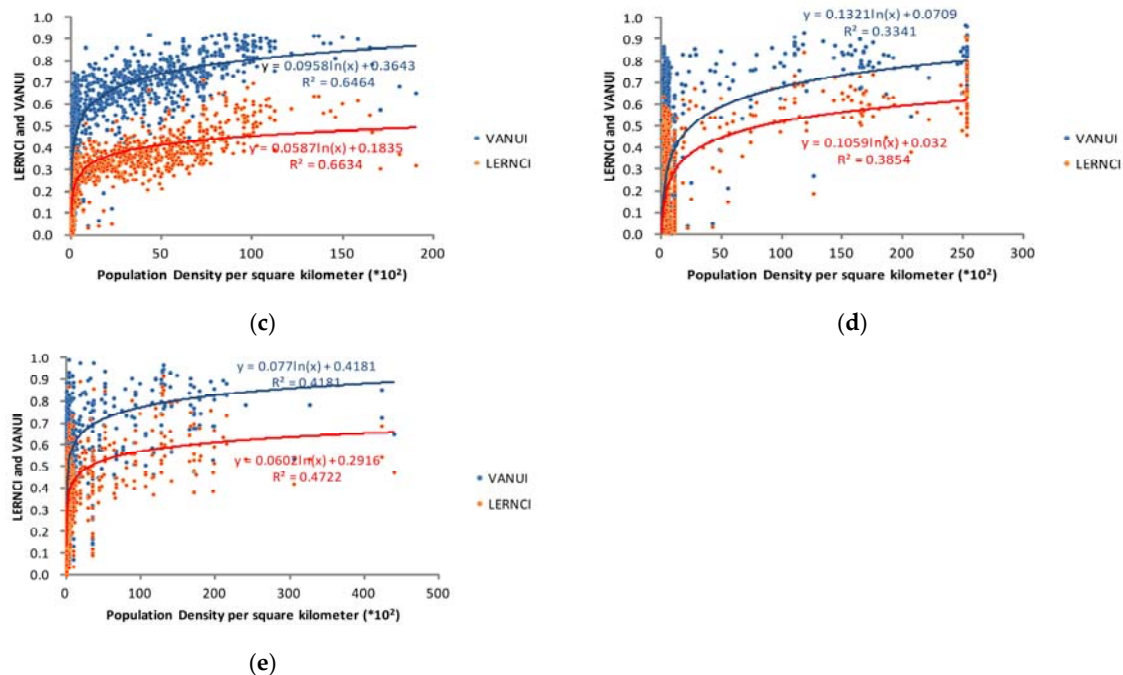 1.0
0.9
0.8
0.7
0.6
0.5
0.4
0.3
0.2
0.1
0.0
LERNCI and VANUI
y = 0.0958ln(x) + 0.3643
R² = 0.6464
y = 0.0587ln(x) + 0.1835
R² = 0.6634
VANUI
LERNCI
0 50 100 150 200
Population Density per square kilometer (*10²)
(c)
1.0
0.9
0.8
0.7
0.6
0.5
0.4
0.3
0.2
0.1
0.0
LERNCI and VANUI
y = 0.1321ln(x) + 0.0709
R² = 0.3341
y = 0.1059ln(x) + 0.032
R² = 0.3854
VANUI
LERNCI
0 50 100 150 200 250 300
Population Density per square kilometer (*10²)
(d)
1.0
0.9
0.8
0.7
0.6
0.5
0.4
0.3
0.2
0.1
0.0
LERNCI and VANUI
y = 0.077ln(x) + 0.4181
R² = 0.4181
y = 0.0602ln(x) + 0.2916
R² = 0.4722
VANUI
LERNCI
0 100 200 300 400 500
Population Density per square kilometer (*10²)
(e)